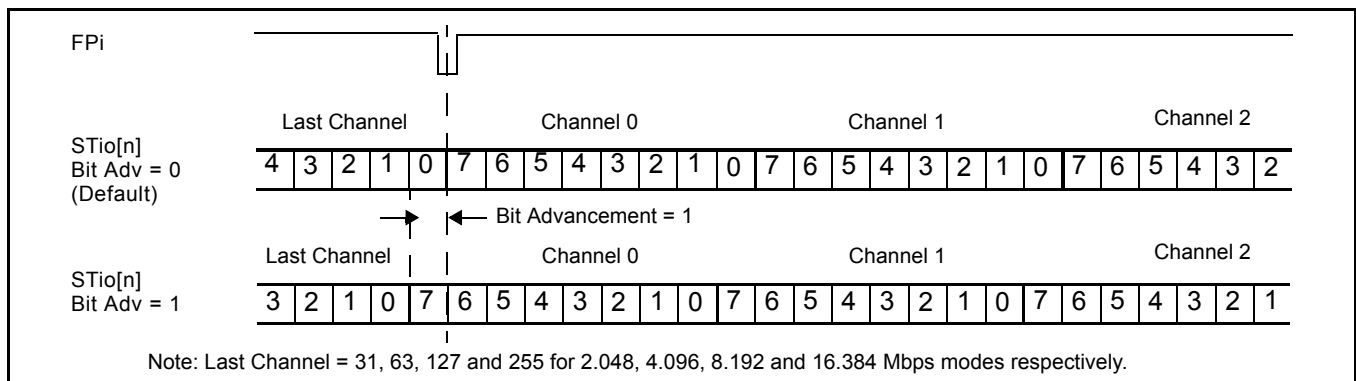 FPi
Last Channel Channel 0 Channel 1 Channel 2
STio[n]
Bit Adv = 0
(Default)
4 3 2 1 0 7 6 5 4 3 2 1 0 7 6 5 4 3 2 1 0 7 6 5 4 3 2
Bit Advancement = 1
Last Channel Channel 0 Channel 1 Channel 2
STio[n]
Bit Adv = 1
3 2 1 0 7 6 5 4 3 2 1 0 7 6 5 4 3 2 1 0 7 6 5 4 3 2 1
Note: Last Channel = 31, 63, 127 and 255 for 2.048, 4.096, 8.192 and 16.384 Mbps modes respectively.